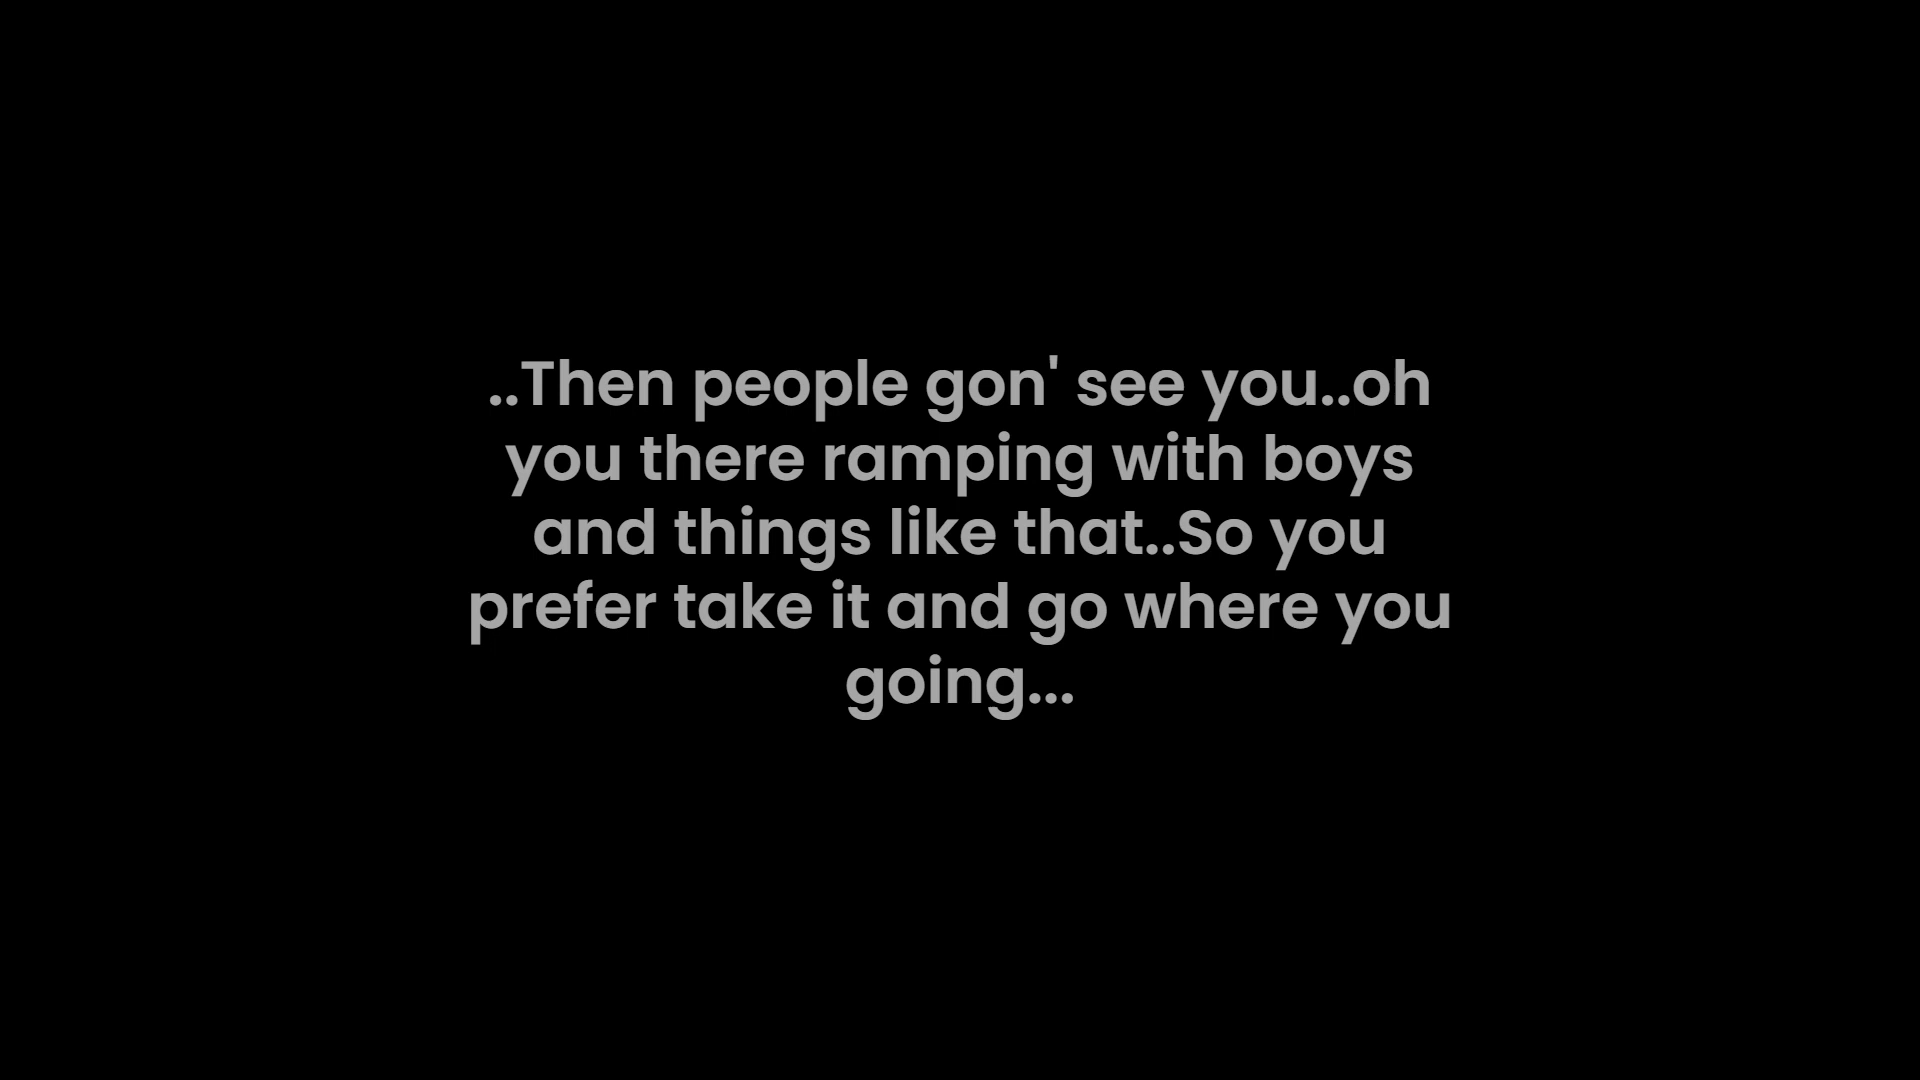 ..Then people gon' see you..oh
you there ramping with boys
and things like that..So you
prefer take it and go where you
going...